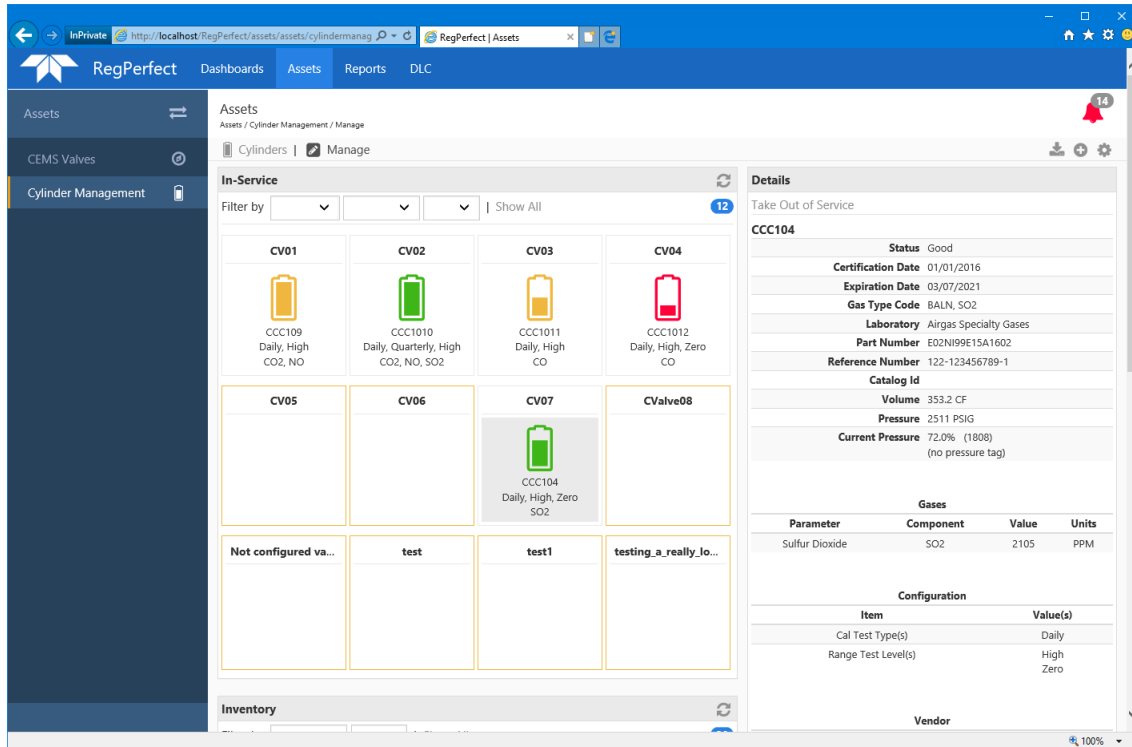 InPrivate http://localhost/RegPerfect/assets/assets/cylindermanag RegPerfect | Assets
RegPerfect Dashboards Assets Reports DLC
Assets
CEMS Valves
Cylinder Management
Assets
Assets / Cylinder Management / Manage
14
Cylinders | Manage
In-Service
Filter by | Show All 12
CV01 CV02 CV03 CV04
CCC109 CCC1010 CCC1011 CCC1012
Daily, High Daily, Quarterly, High Daily, High Daily, High, Zero
CO2, NO CO2, NO, SO2 CO CO
CV05 CV06 CV07 CValve08
CCC104
Daily, High, Zero
SO2
Not configured va... test test1 testing_a_really_lo...
Inventory
Details
Take Out of Service
CCC104
Status Good
Certification Date 01/01/2016
Expiration Date 03/07/2021
Gas Type Code BALN, SO2
Laboratory Airgas Specialty Gases
Part Number E02NI99E15A1602
Reference Number 122-123456789-1
Catalog Id
Volume 353.2 CF
Pressure 2511 PSIG
Current Pressure 72.0% (1808)
(no pressure tag)
Gases
Parameter Component Value Units
Sulfur Dioxide SO2 2105 PPM
Configuration
Item Value(s)
Cal Test Type(s) Daily
Range Test Level(s) High
Zero
Vendor
100%